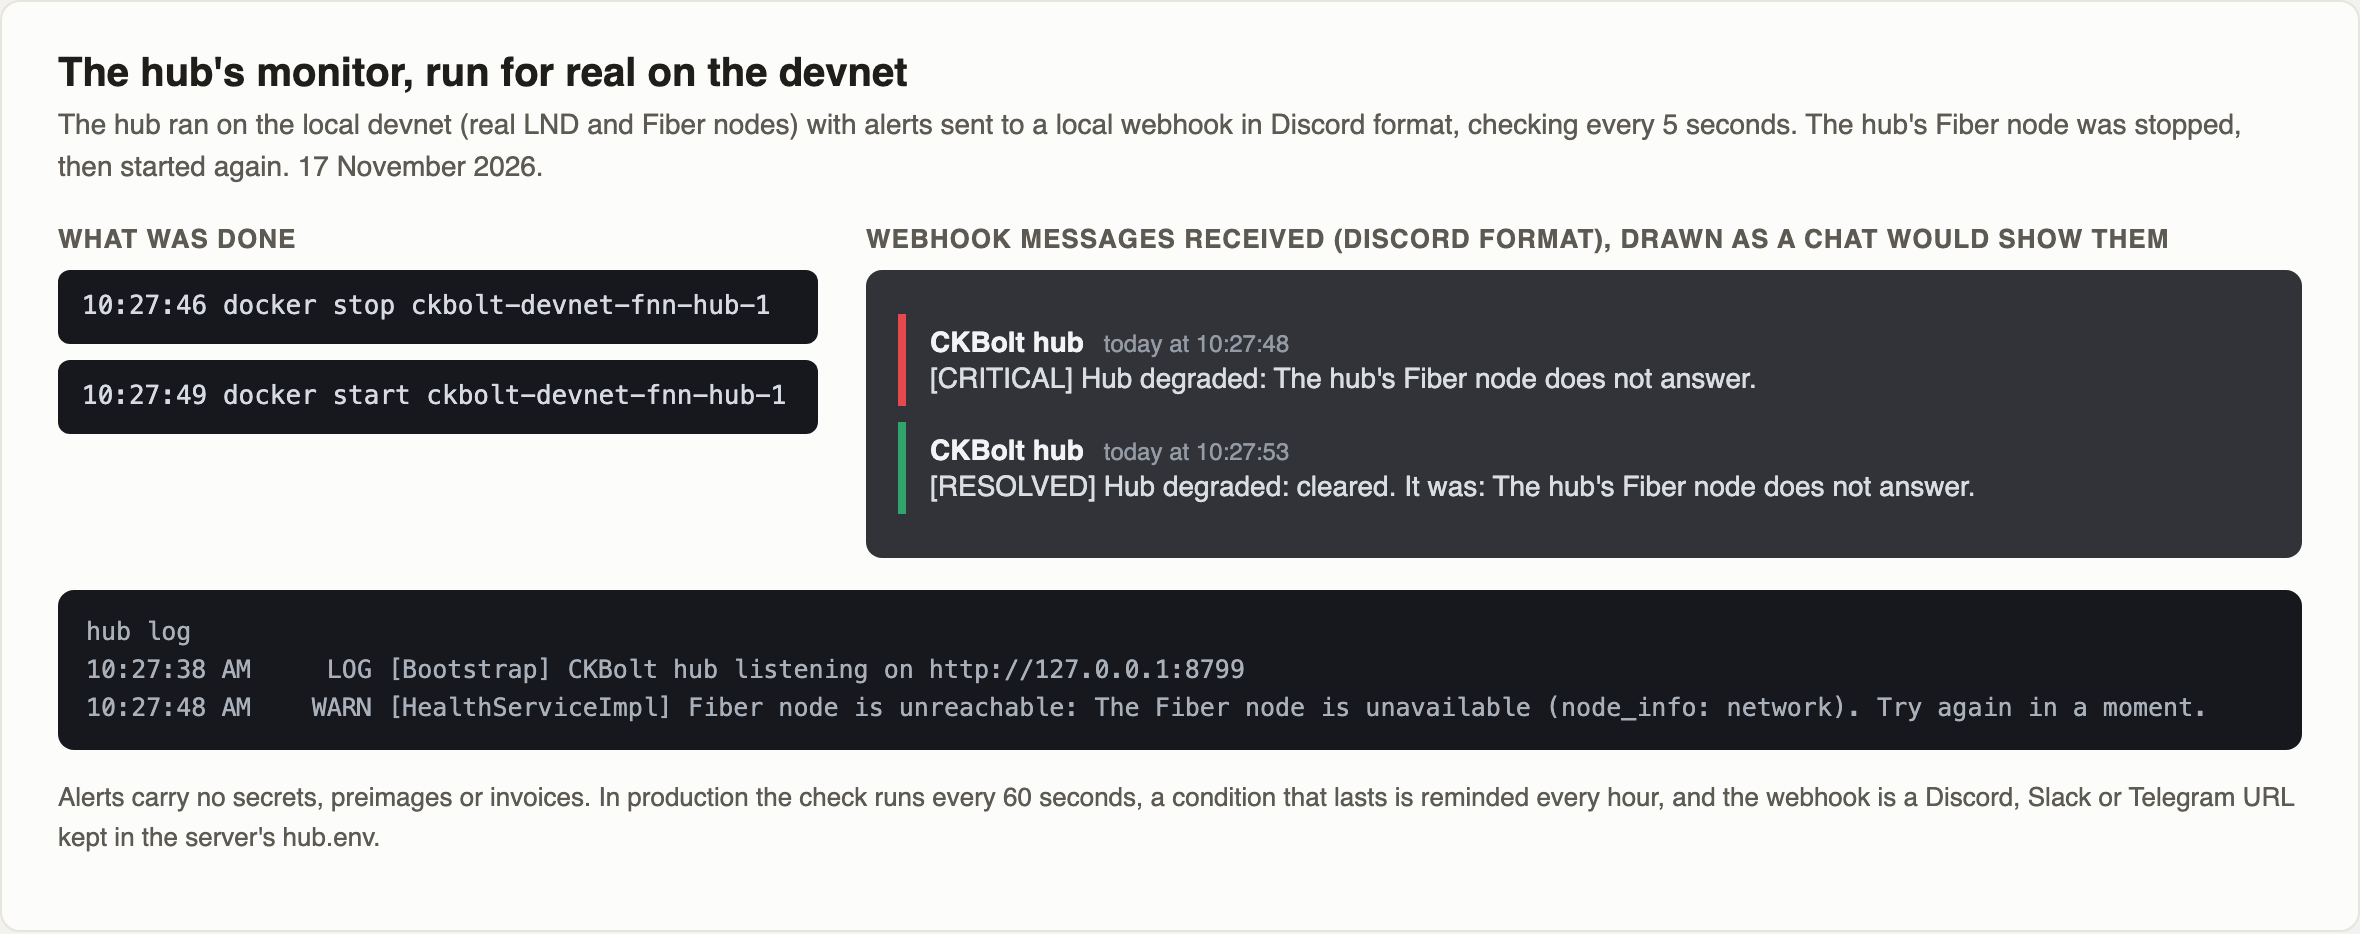 The hub's monitor, run for real on the devnet
The hub ran on the local devnet (real LND and Fiber nodes) with alerts sent to a local webhook in Discord format, checking every 5 seconds. The hub's Fiber node was stopped,
then started again. 17 November 2026.
WHAT WAS DONE
10:27:46 docker stop ckbolt-devnet-fnn-hub-1
10:27:49 docker start ckbolt-devnet-fnn-hub-1
WEBHOOK MESSAGES RECEIVED (DISCORD FORMAT), DRAWN AS A CHAT WOULD SHOW THEM
CKBolt hub today at 10:27:48
[CRITICAL] Hub degraded: The hub's Fiber node does not answer.
CKBolt hub today at 10:27:53
[RESOLVED] Hub degraded: cleared. It was: The hub's Fiber node does not answer.
hub log
10:27:38 AM LOG [Bootstrap] CKBolt hub listening on http://127.0.0.1:8799
10:27:48 AM WARN [HealthServiceImpl] Fiber node is unreachable: The Fiber node is unavailable (node_info: network). Try again in a moment.
Alerts carry no secrets, preimages or invoices. In production the check runs every 60 seconds, a condition that lasts is reminded every hour, and the webhook is a Discord, Slack or Telegram URL
kept in the server's hub.env.